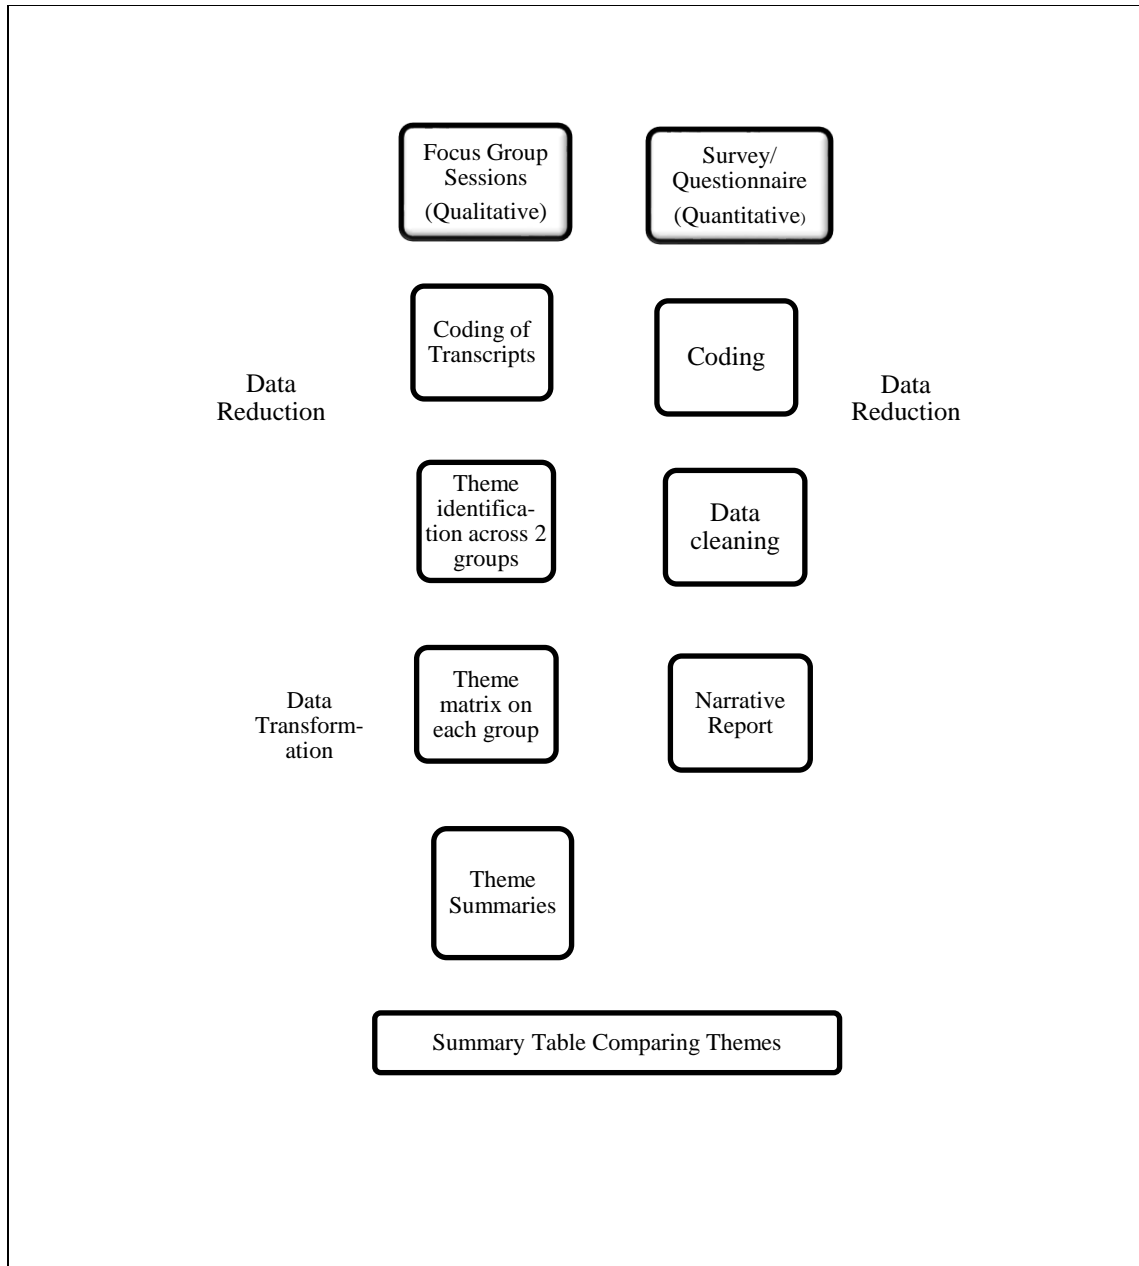 Focus Group
Sessions
(Qualitative)
Survey/
Questionnaire
(Quantitative)
Coding of
Transcripts
Coding
Data
Reduction
Data
Reduction
Theme
identifica-
tion across 2
groups
Data
cleaning
Theme
matrix on
each group
Narrative
Report
Data
Transform-
ation
Theme
Summaries
Summary Table Comparing Themes